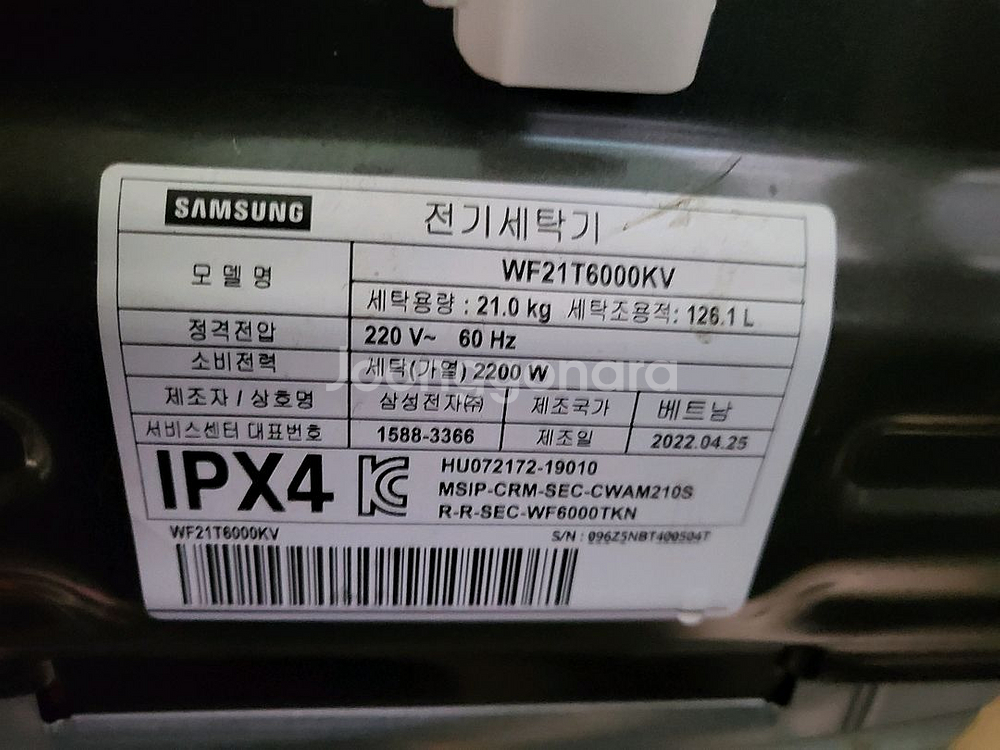 SAMSUNG 전기세탁기
모델명 WF21T6000KV
세탁용량 : 21.0 kg 세탁조용적: 126.1 L
정격전압 220 V~ 60 Hz
소비전력 세탁(가열) 2200 W
제조자 / 상호명 삼성전자㈜ 제조국가 베트남
서비스센터 대표번호 1588-3366 제조일 2022.04.25
IPX4 HU072172-19010
MSIP-CRM-SEC-CWAM210S
R-R-SEC-WF6000TKN
WF21T6000KV S/N : 096Z5NBT400504T
Joonggonara